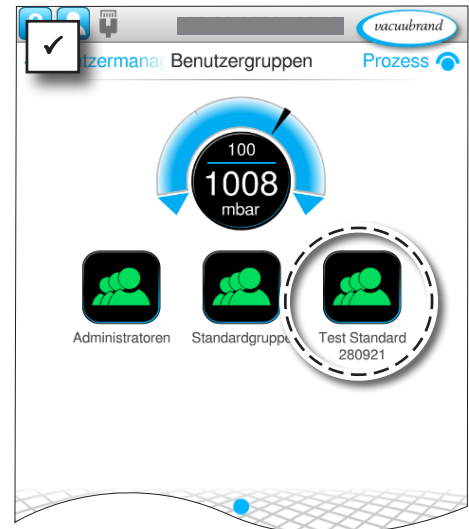 vacuubrand
tzermana Benutzergruppen Prozess
100
1008
mbar
Administratoren Standardgruppe Test Standard
280921